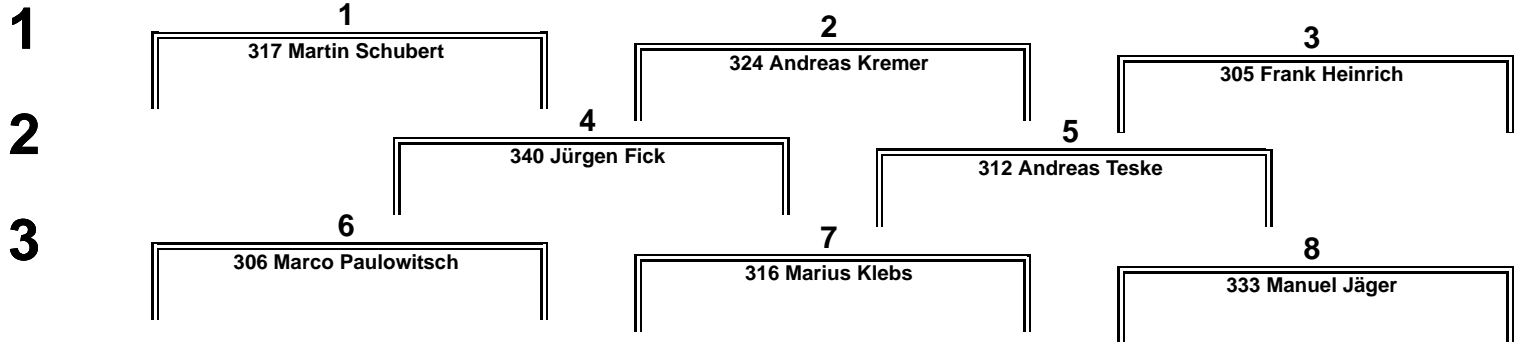 1
1
317 Martin Schubert
2
324 Andreas Kremer
3
305 Frank Heinrich
2
4
340 Jürgen Fick
5
312 Andreas Teske
3
6
306 Marco Paulowitsch
7
316 Marius Klebs
8
333 Manuel Jäger